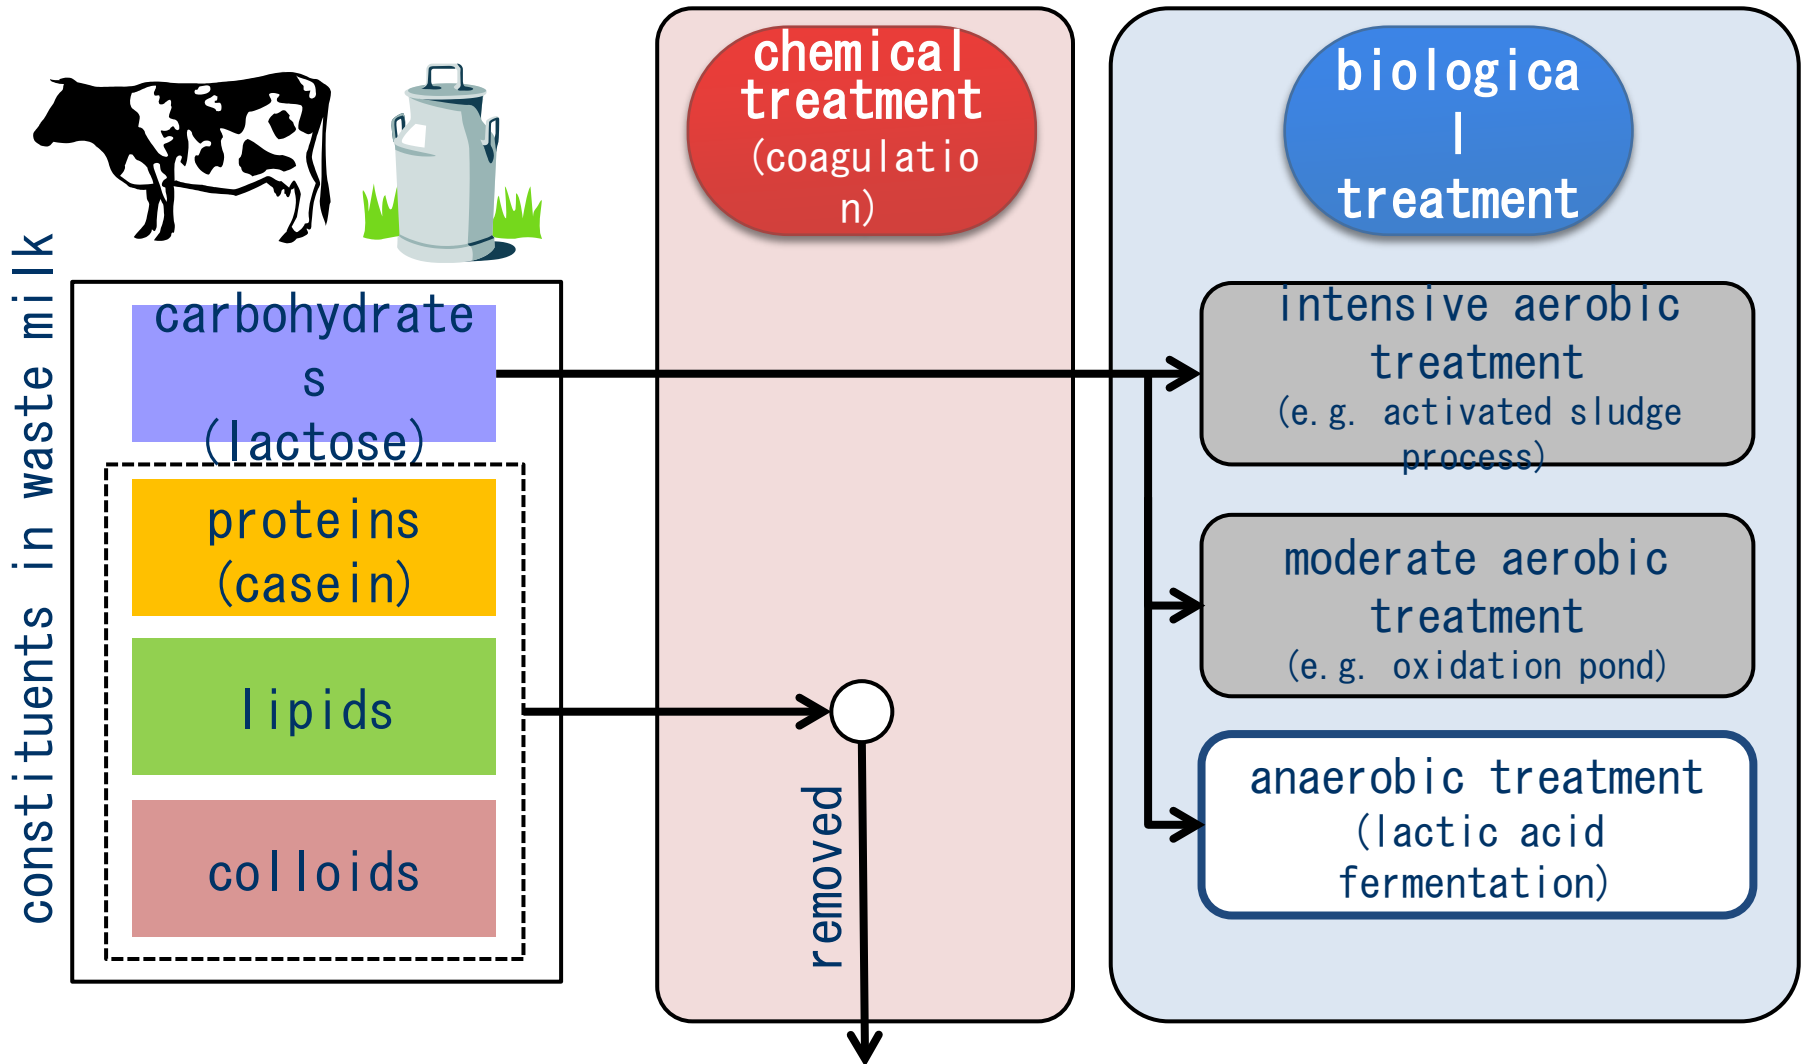 constituents in waste milk
carbohydrate
s
(lactose)
proteins
(casein)
lipids
colloids
chemical
treatment
(coagulatio
n)
removed
biologica
l
treatment
intensive aerobic
treatment
(e.g. activated sludge
process)
moderate aerobic
treatment
(e.g. oxidation pond)
anaerobic treatment
(lactic acid
fermentation)